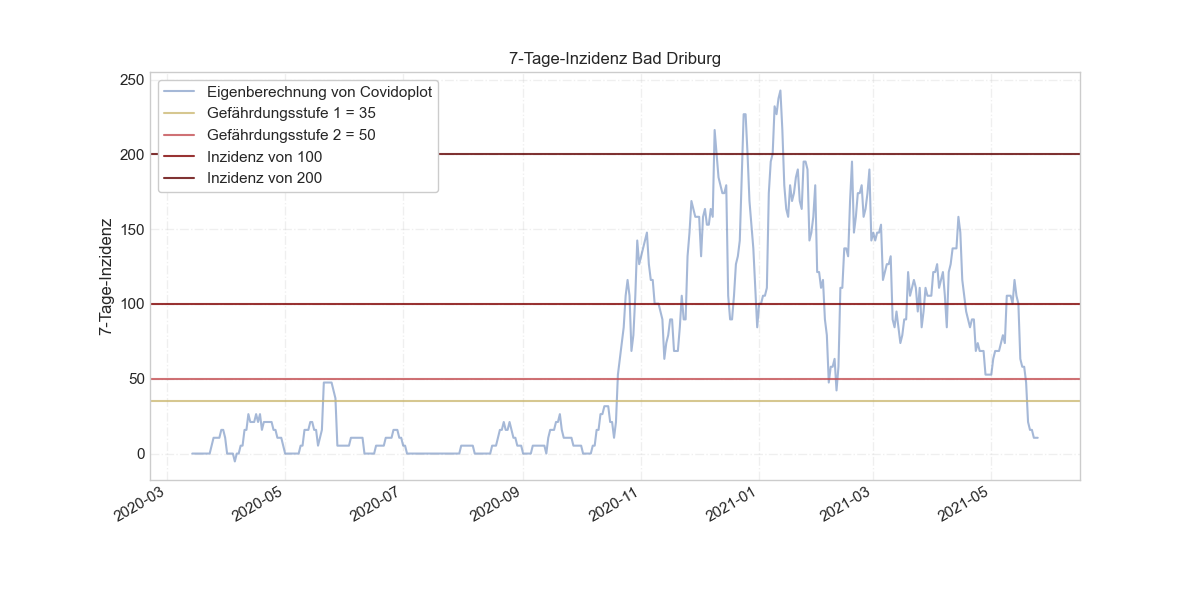 7-Tage-Inzidenz Bad Driburg
Eigenberechnung von Covidoplot
Gefährdungsstufe 1 = 35
Gefährdungsstufe 2 = 50
Inzidenz von 100
Inzidenz von 200
7-Tage-Inzidenz
250
200
150
100
50
0
2020-03
2020-05
2020-07
2020-09
2020-11
2021-01
2021-03
2021-05